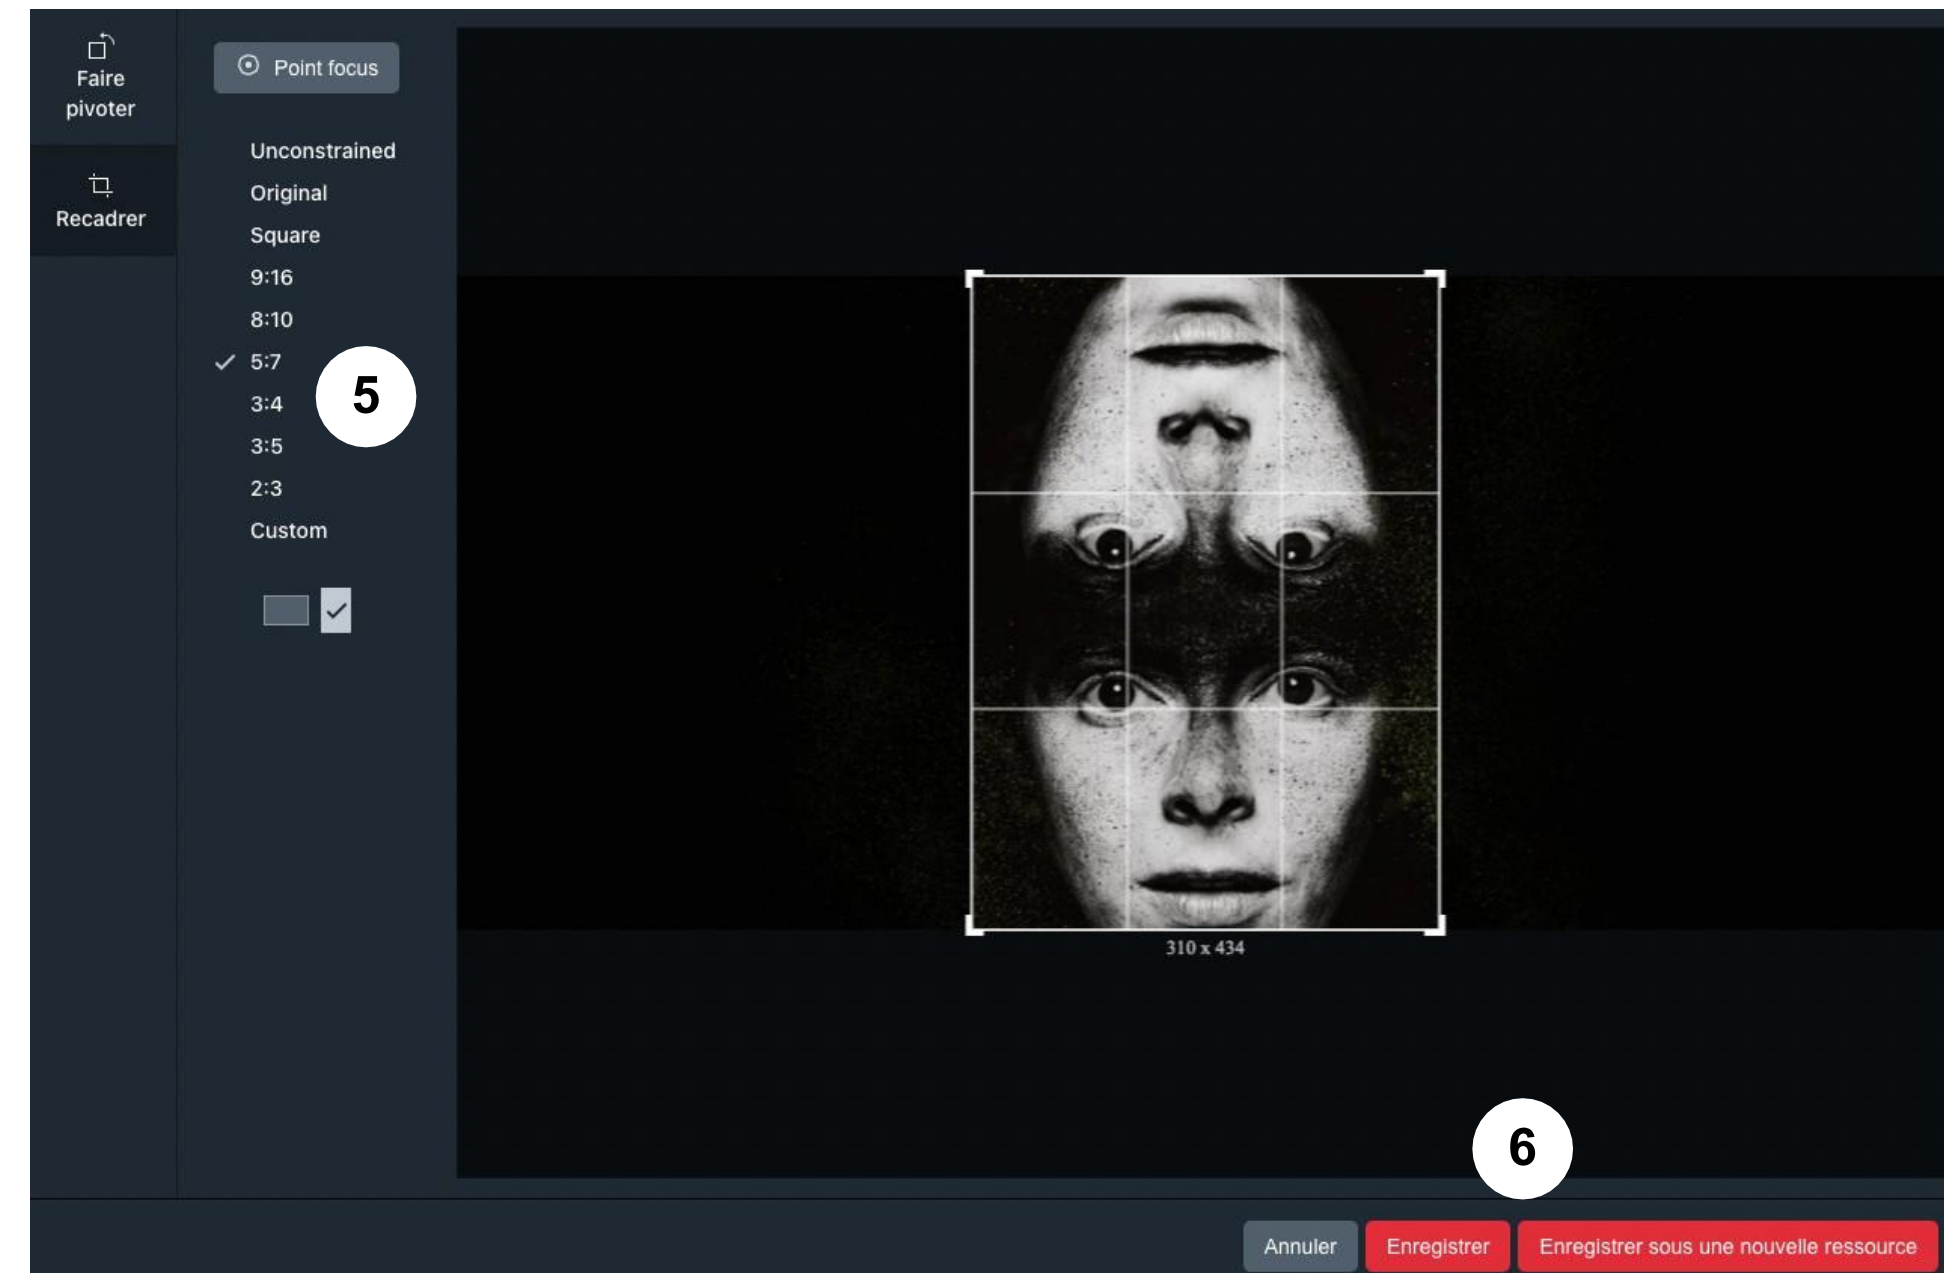 Faire
pivoter
Recadrer
Point focus
Unconstrained
Original
Square
9:16
8:10
5:7
5
3:4
3:5
2:3
Custom
310 x 434
6
Annuler
Enregistrer
Enregistrer sous une nouvelle ressource